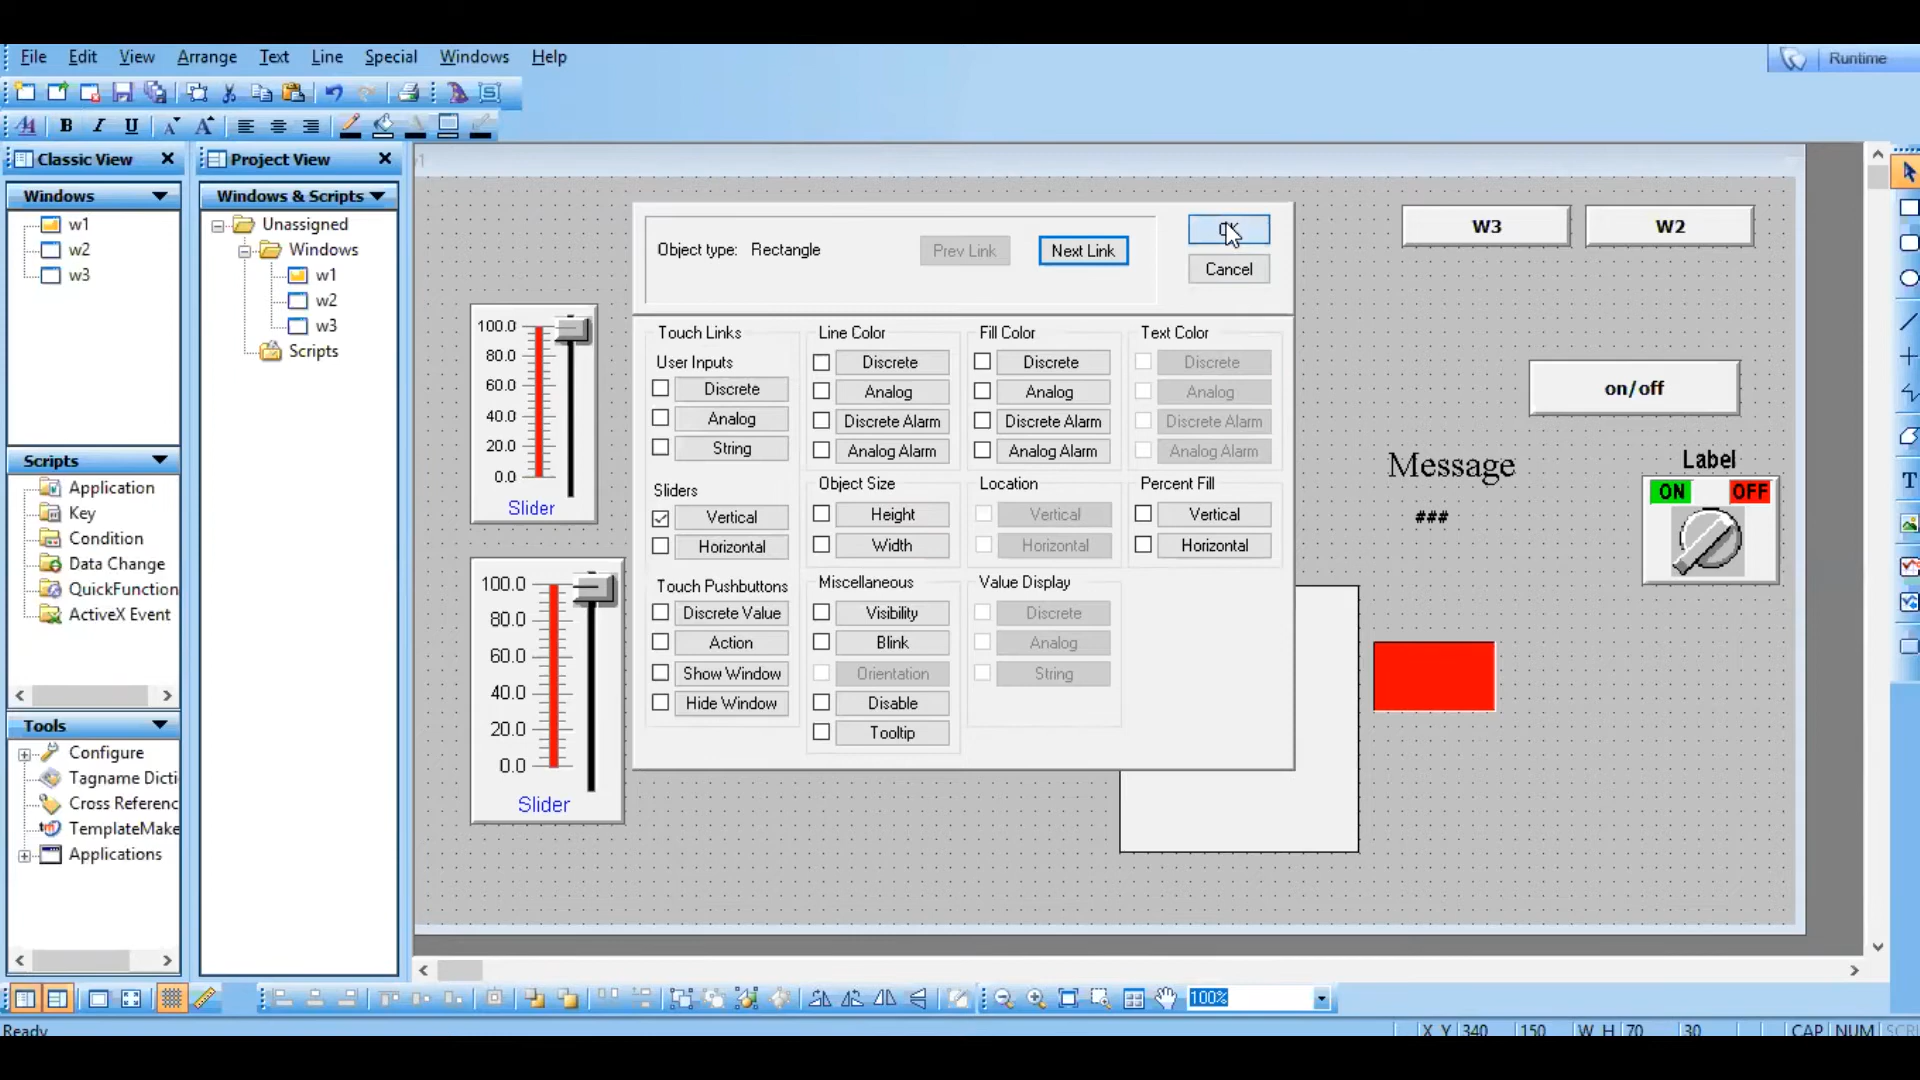 File Edit View Arrange Text Line Special Windows Help
Runtime
B I U
Classic View
Project View
Windows
w1
w2
w3
Windows & Scripts
Unassigned
Windows
w1
w2
w3
Scripts
Scripts
Application
Key
Condition
Data Change
QuickFunction
ActiveX Event
Tools
Configure
Tagname Dicti
Cross Referenc
TemplateMake
Applications
100.0
80.0
60.0
40.0
20.0
0.0
Slider
100.0
80.0
60.0
40.0
20.0
0.0
Slider
Object type: Rectangle
Prev Link
Next Link
Cancel
Touch Links
User Inputs
Discrete
Analog
String
Sliders
Vertical
Horizontal
Touch Pushbuttons
Discrete Value
Action
Show Window
Hide Window
Line Color
Discrete
Analog
Discrete Alarm
Analog Alarm
Object Size
Height
Width
Miscellaneous
Visibility
Blink
Orientation
Disable
Tooltip
Fill Color
Discrete
Analog
Discrete Alarm
Analog Alarm
Location
Vertical
Horizontal
Value Display
Discrete
Analog
String
Text Color
Discrete
Analog
Discrete Alarm
Analog Alarm
Percent Fill
Vertical
Horizontal
W3
W2
on/off
Message
###
Label
ON
OFF
100%
Ready
X, Y 340 150 W, H 70 30 CAP NUM